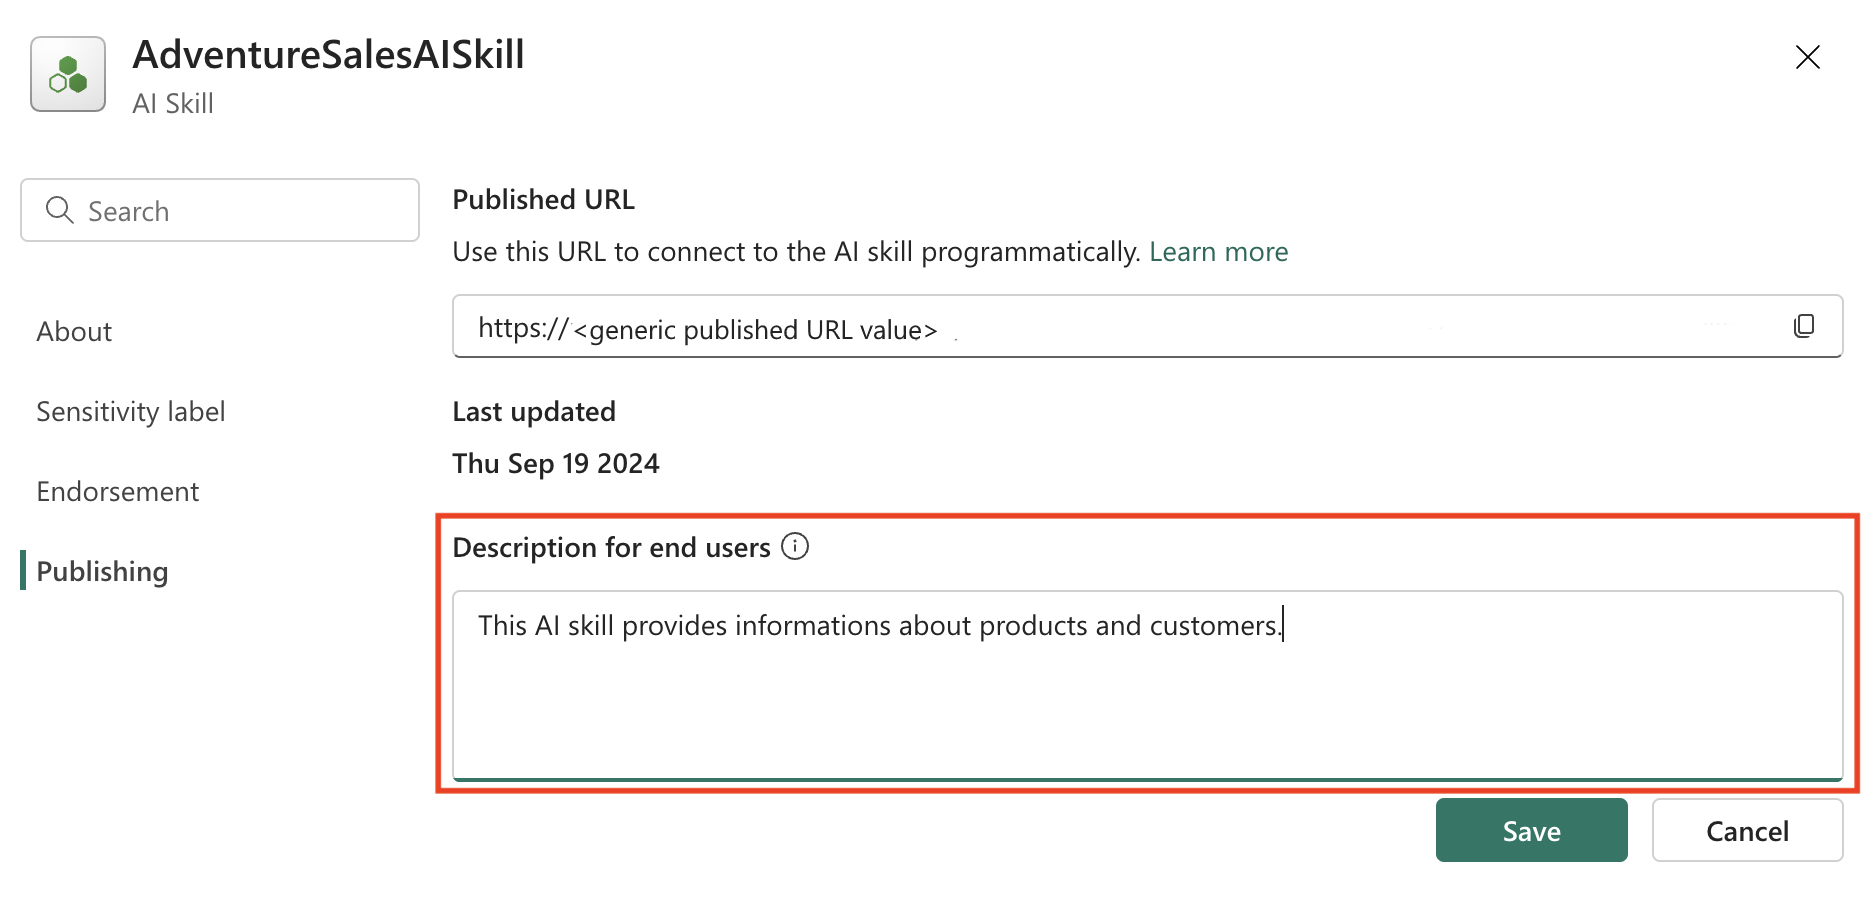 AdventureSalesAISkill
AI Skill
Search
About
Sensitivity label
Endorsement
Publishing
Published URL
Use this URL to connect to the AI skill programmatically. Learn more
https://<generic published URL value>
Last updated
Thu Sep 19 2024
Description for end users
This AI skill provides informations about products and customers.
Save
Cancel